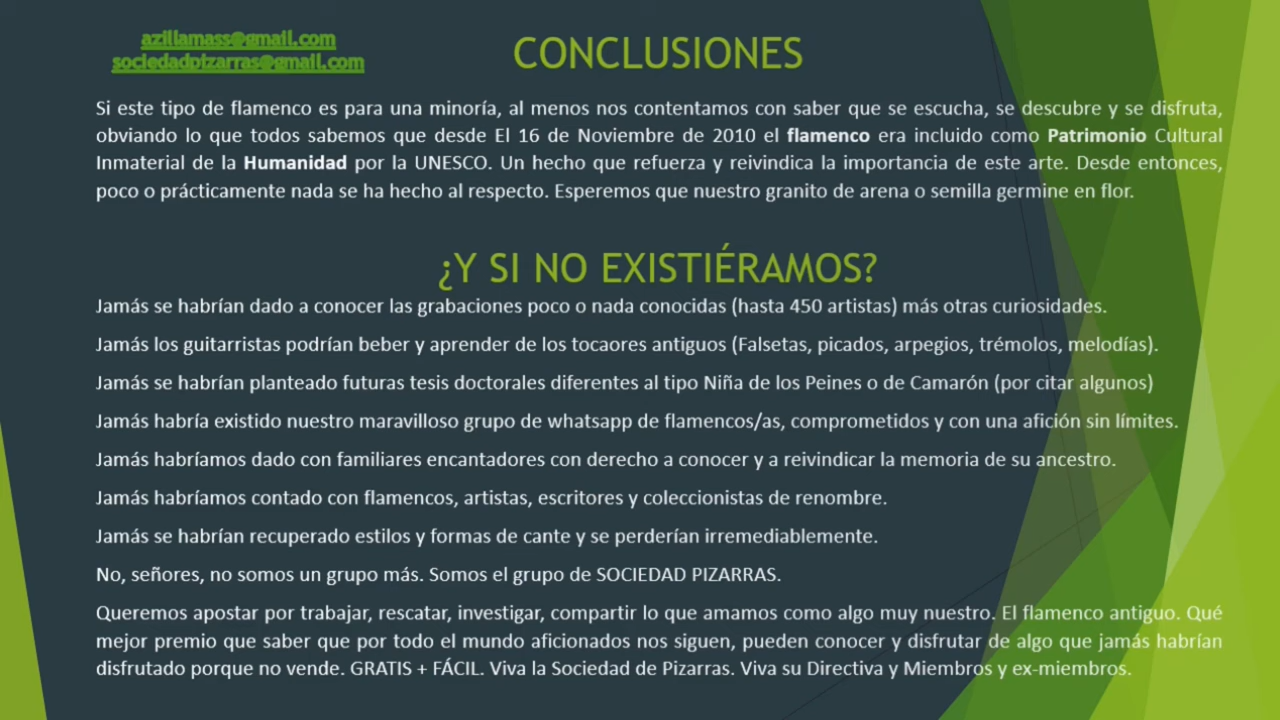 azillamass@gmail.com
sociedadpizarras@gmail.com
CONCLUSIONES
Si este tipo de flamenco es para una minoría, al menos nos contentamos con saber que se escucha, se descubre y se disfruta,
obviando lo que todos sabemos que desde El 16 de Noviembre de 2010 el flamenco era incluido como Patrimonio Cultural
Inmaterial de la Humanidad por la UNESCO. Un hecho que refuerza y reivindica la importancia de este arte. Desde entonces,
poco o prácticamente nada se ha hecho al respecto. Esperemos que nuestro granito de arena o semilla germine en flor.
¿Y SI NO EXISTIÉRAMOS?
Jamás se habrían dado a conocer las grabaciones poco o nada conocidas (hasta 450 artistas) más otras curiosidades.
Jamás los guitarristas podrían beber y aprender de los tocaores antiguos (Falsetas, picados, arpegios, trémolos, melodías).
Jamás se habrían planteado futuras tesis doctorales diferentes al tipo Niña de los Peines o de Camarón (por citar algunos)
Jamás habría existido nuestro maravilloso grupo de whatsapp de flamencos/as, comprometidos y con una afición sin límites.
Jamás habríamos dado con familiares encantadores con derecho a conocer y a reivindicar la memoria de su ancestro.
Jamás habríamos contado con flamencos, artistas, escritores y coleccionistas de renombre.
Jamás se habrían recuperado estilos y formas de cante y se perderían irremediablemente.
No, señores, no somos un grupo más. Somos el grupo de SOCIEDAD PIZARRAS.
Queremos apostar por trabajar, rescatar, investigar, compartir lo que amamos como algo muy nuestro. El flamenco antiguo. Qué
mejor premio que saber que por todo el mundo aficionados nos siguen, pueden conocer y disfrutar de algo que jamás habrían
disfrutado porque no vende. GRATIS + FÁCIL. Viva la Sociedad de Pizarras. Viva su Directiva y Miembros y ex-miembros.